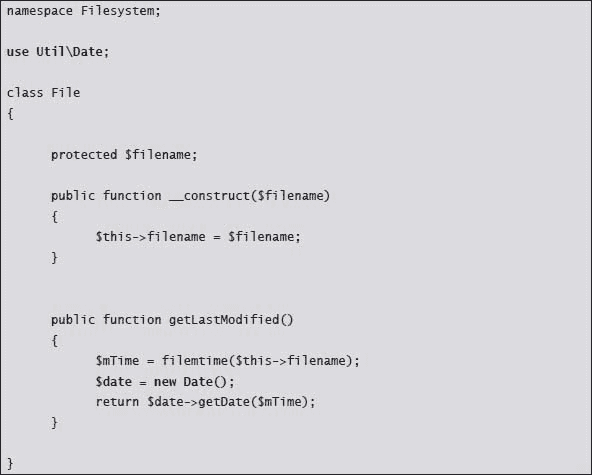 namespace Filesystem;
use Util\Date;
class File
{
protected $filename;
public function __construct($filename)
{
$this->filename = $filename;
}
public function getLastModified()
{
$mTime = filemtime($this->filename);
$date = new Date();
return $date->getDate($mTime);
}
}